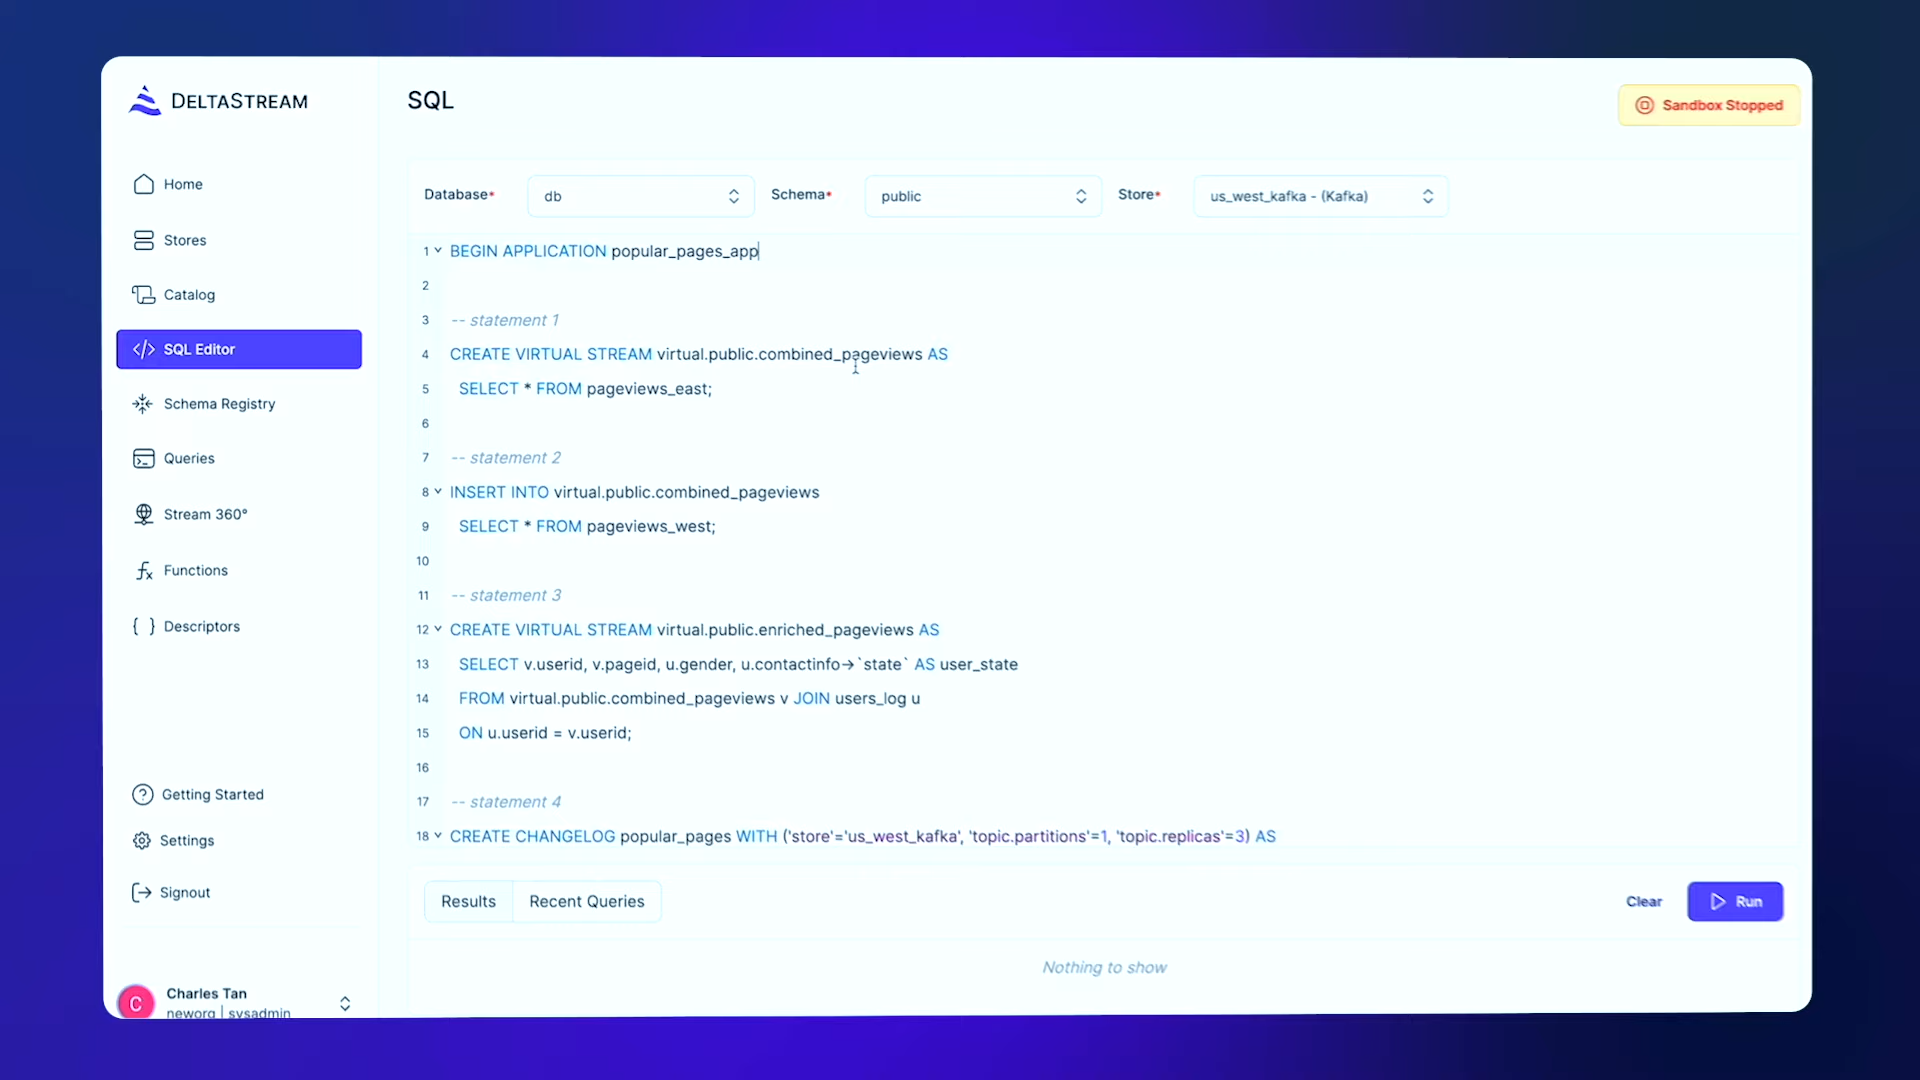 DELTASTREAM
SQL
Sandbox Stopped
Home
Stores
Catalog
SQL Editor
Schema Registry
Queries
Stream 360°
Functions
Descriptors
Getting Started
Settings
Signout
C
Charles Tan
neworg | sysadmin
Database* db Schema* public Store* us_west_kafka - (Kafka)
1 BEGIN APPLICATION popular_pages_app
2
3 -- statement 1
4 CREATE VIRTUAL STREAM virtual.public.combined_pageviews AS
5 SELECT * FROM pageviews_east;
6
7 -- statement 2
8 INSERT INTO virtual.public.combined_pageviews
9 SELECT * FROM pageviews_west;
10
11 -- statement 3
12 CREATE VIRTUAL STREAM virtual.public.enriched_pageviews AS
13 SELECT v.userid, v.pageid, u.gender, u.contactinfo->`state` AS user_state
14 FROM virtual.public.combined_pageviews v JOIN users_log u
15 ON u.userid = v.userid;
16
17 -- statement 4
18 CREATE CHANGELOG popular_pages WITH ('store'='us_west_kafka', 'topic.partitions'=1, 'topic.replicas'=3) AS
Results Recent Queries Clear Run
Nothing to show